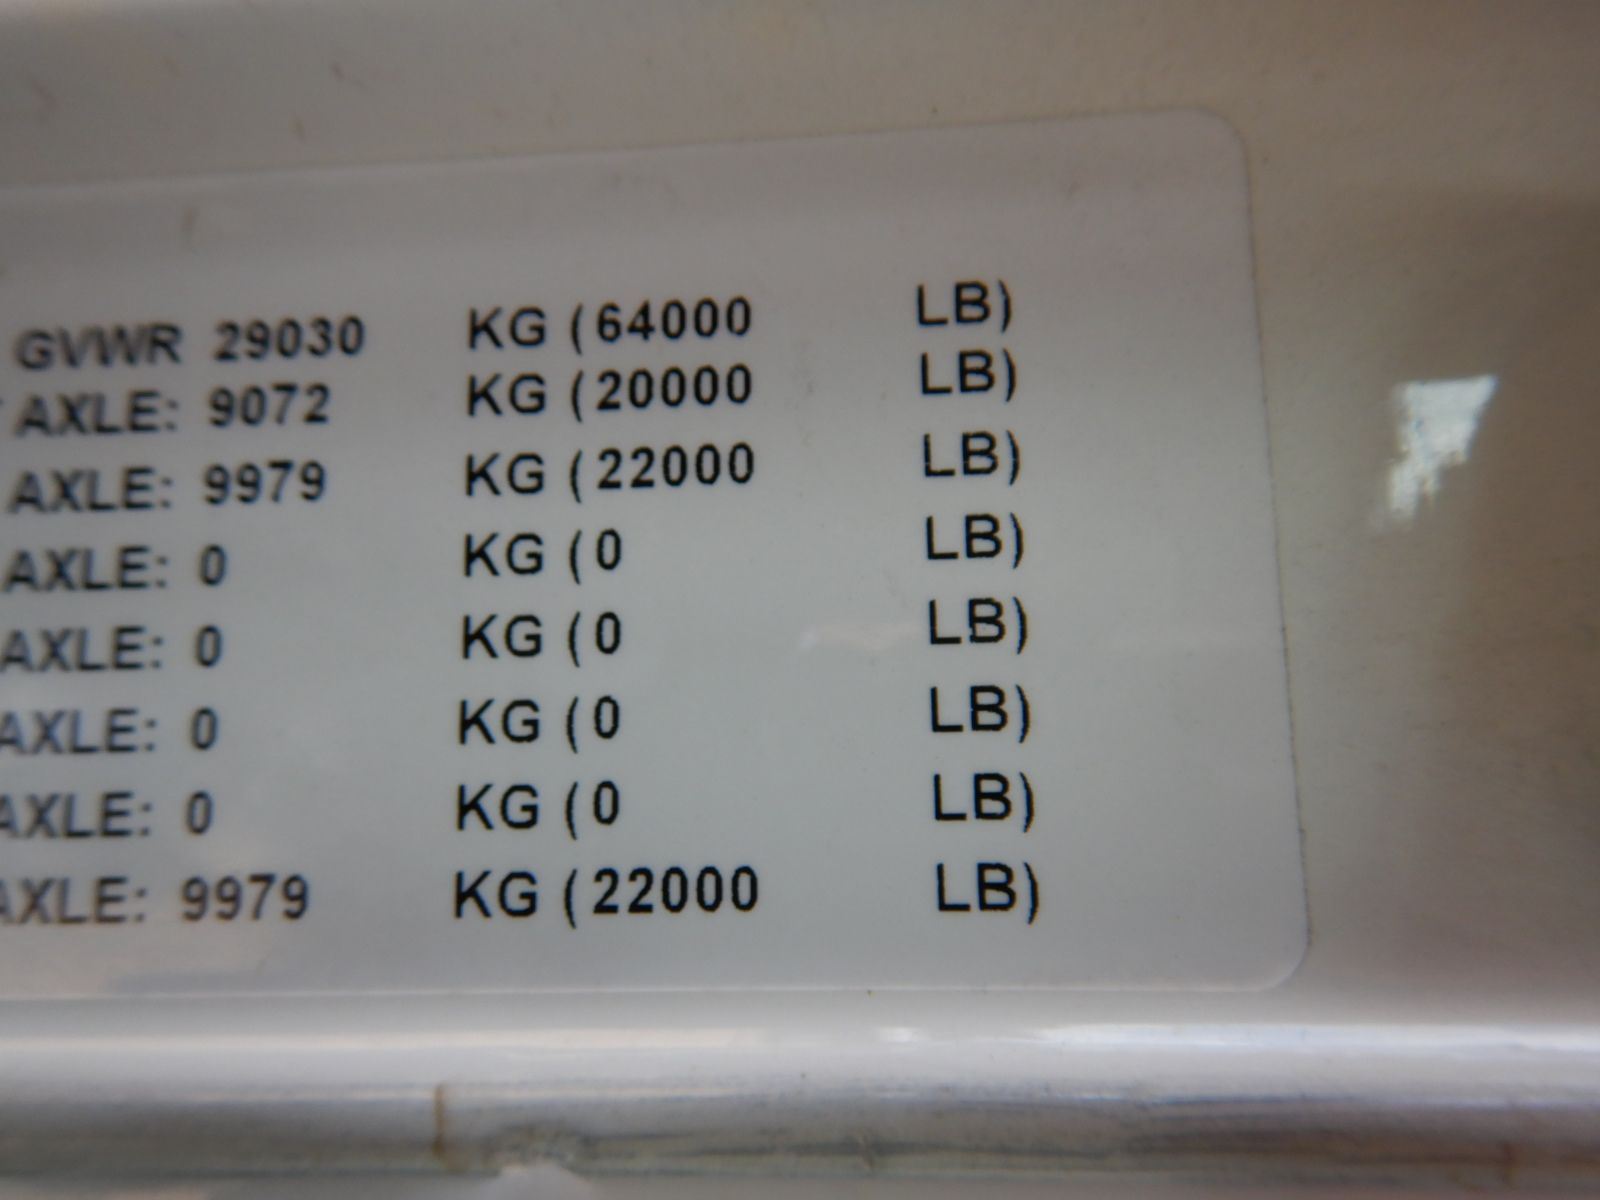 GVWR 29030 KG (64000 LB)
AXLE: 9072 KG (20000 LB)
AXLE: 9979 KG (22000 LB)
AXLE: 0 KG (0 LB)
AXLE: 0 KG (0 LB)
AXLE: 0 KG (0 LB)
AXLE: 0 KG (0 LB)
AXLE: 9979 KG (22000 LB)